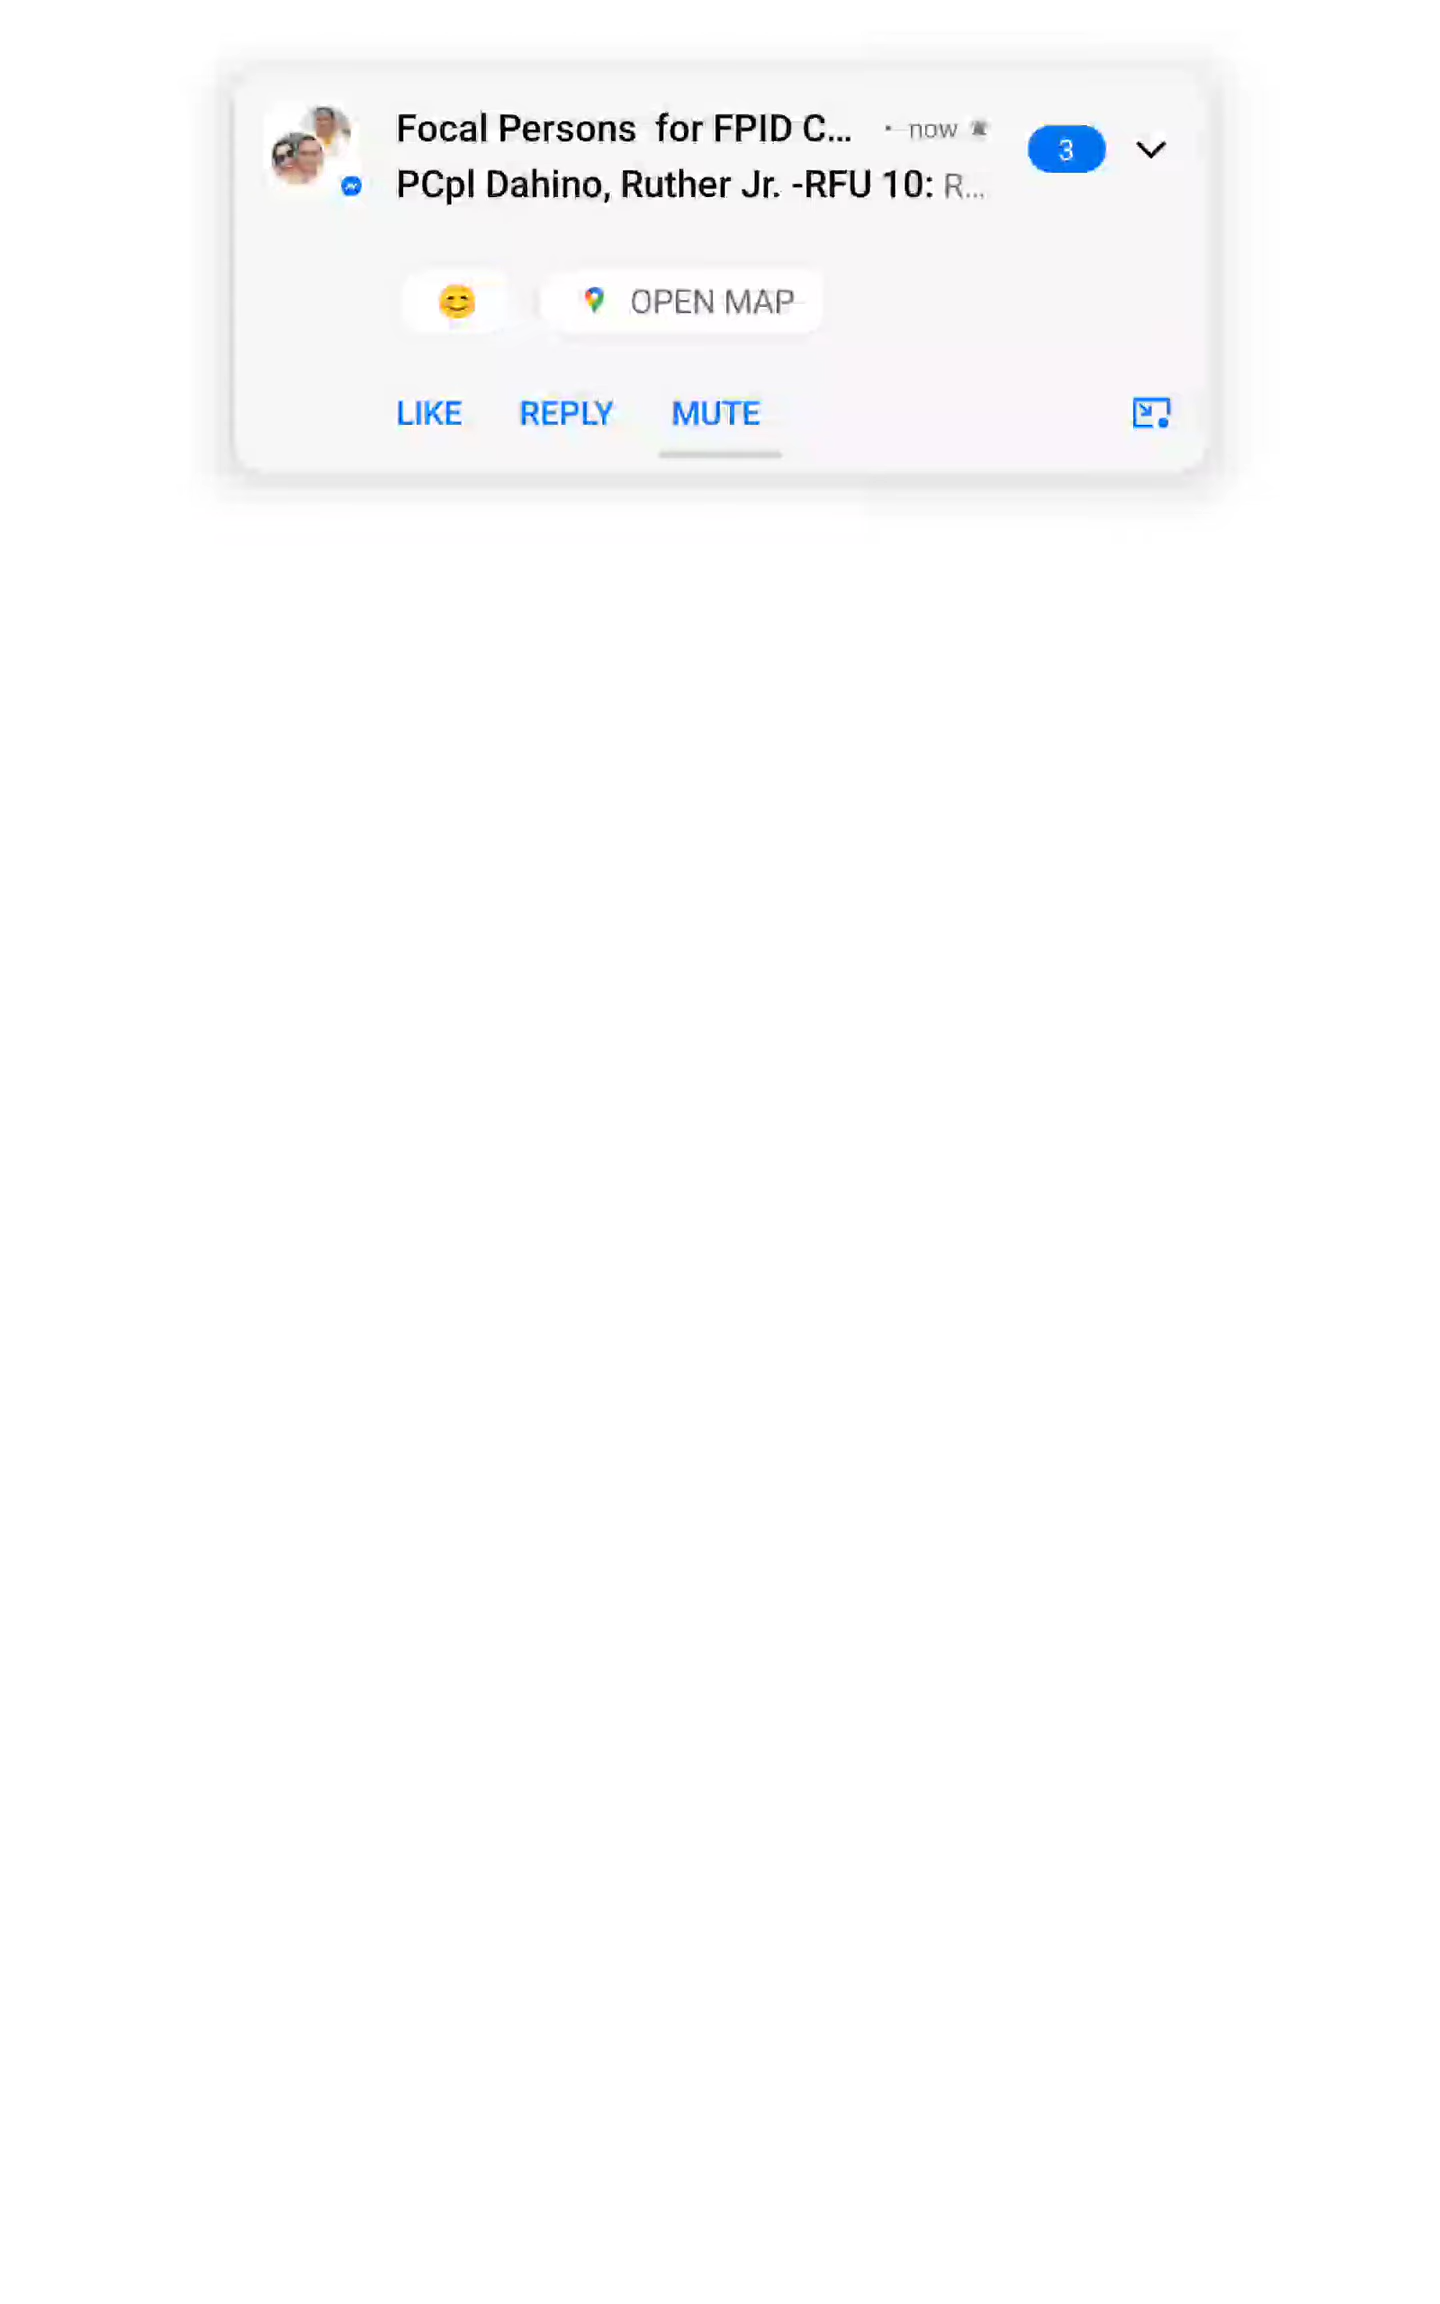 Focal Persons for FPID C... • now
3
PCpl Dahino, Ruther Jr. -RFU 10: R...
😊 OPEN MAP
LIKE REPLY MUTE